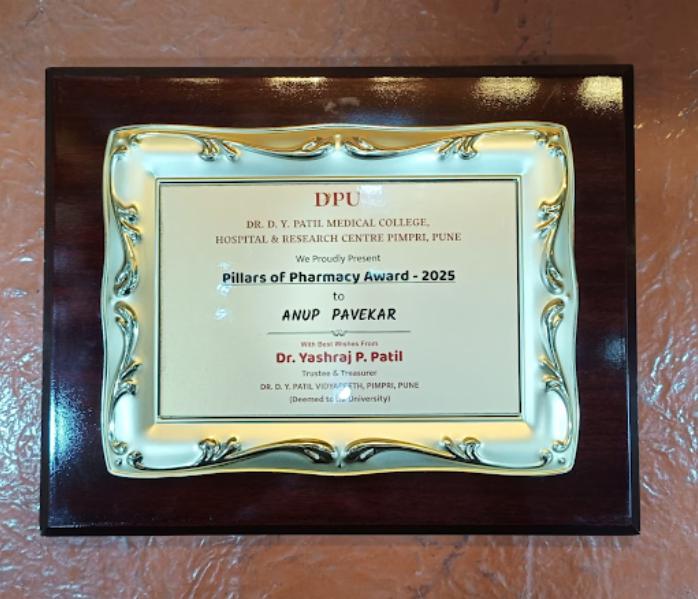 DPU
DR. D. Y. PATIL MEDICAL COLLEGE,
HOSPITAL & RESEARCH CENTRE PIMPRI, PUNE
We Proudly Present
Pillars of Pharmacy Award - 2025
to
ANUP PAVEKAR
With Best Wishes From
Dr. Yashraj P. Patil
Trustee & Treasurer
DR. D. Y. PATIL VIDYAPEETH, PIMPRI, PUNE
(Deemed to be University)